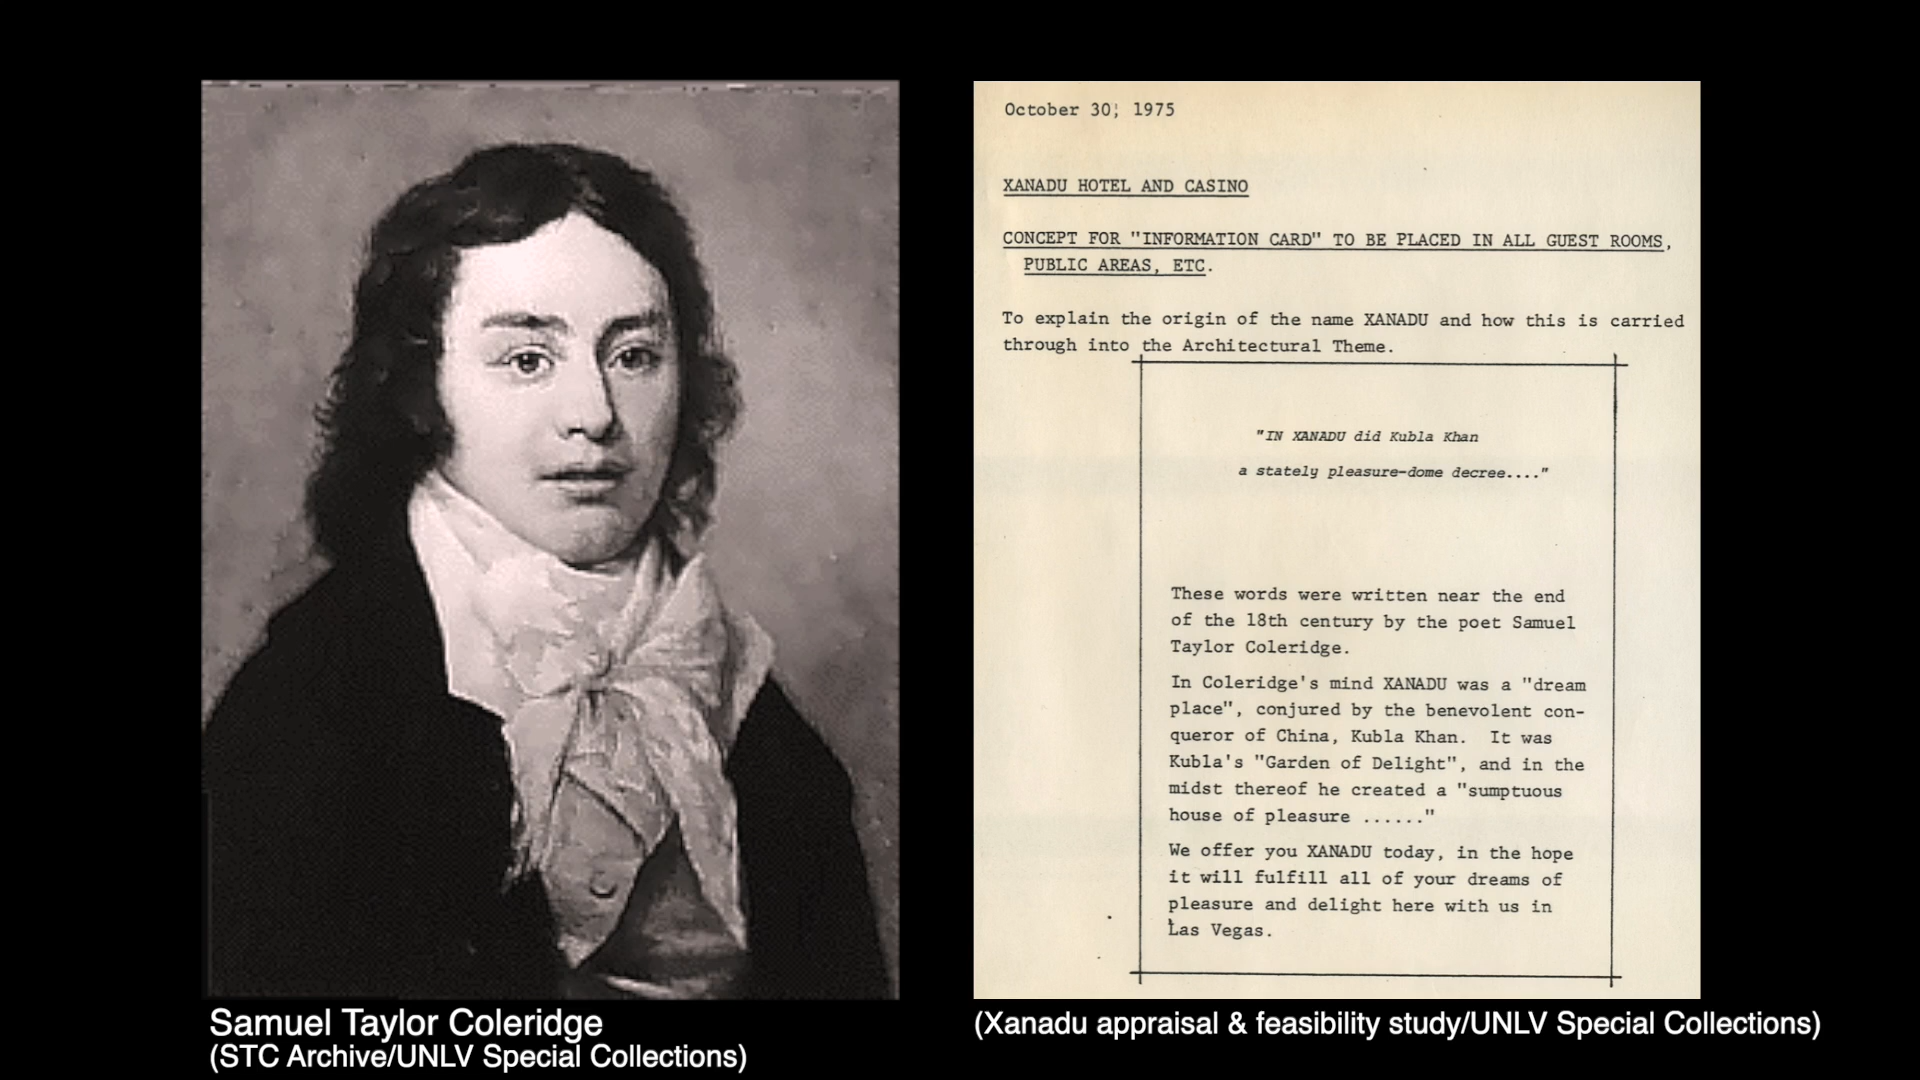 October 30, 1975
XANADU HOTEL AND CASINO
CONCEPT FOR "INFORMATION CARD" TO BE PLACED IN ALL GUEST ROOMS,
PUBLIC AREAS, ETC.
To explain the origin of the name XANADU and how this is carried
through into the Architectural Theme.
"IN XANADU did Kubla Khan
a stately pleasure-dome decree...."
These words were written near the end
of the 18th century by the poet Samuel
Taylor Coleridge.
In Coleridge's mind XANADU was a "dream
place", conjured by the benevolent con-
queror of China, Kubla Khan. It was
Kubla's "Garden of Delight", and in the
midst thereof he created a "sumptuous
house of pleasure ......"
We offer you XANADU today, in the hope
it will fulfill all of your dreams of
pleasure and delight here with us in
Las Vegas.
Samuel Taylor Coleridge
(STC Archive/UNLV Special Collections)
(Xanadu appraisal & feasibility study/UNLV Special Collections)